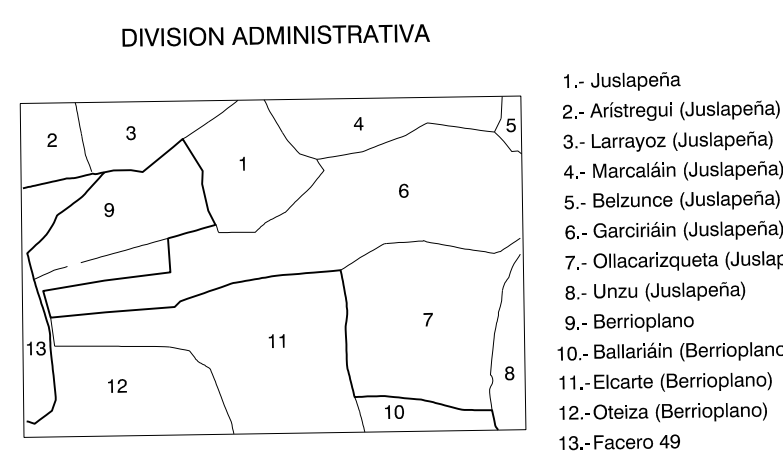 DIVISION ADMINISTRATIVA
1.- Juslapeña
2.- Arístregui (Juslapeña)
3.- Larrayoz (Juslapeña)
4.- Marcaláin (Juslapeña)
5.- Belzunce (Juslapeña)
6.- Garciriáin (Juslapeña)
7.- Ollacarizqueta (Juslap
8.- Unzu (Juslapeña)
9.- Berrioplano
10.- Ballariáin (Berrioplano
11.- Elcarte (Berrioplano)
12.- Oteiza (Berrioplano)
13.- Facero 49
2
3
4
5
1
6
9
7
11
13
12
8
10